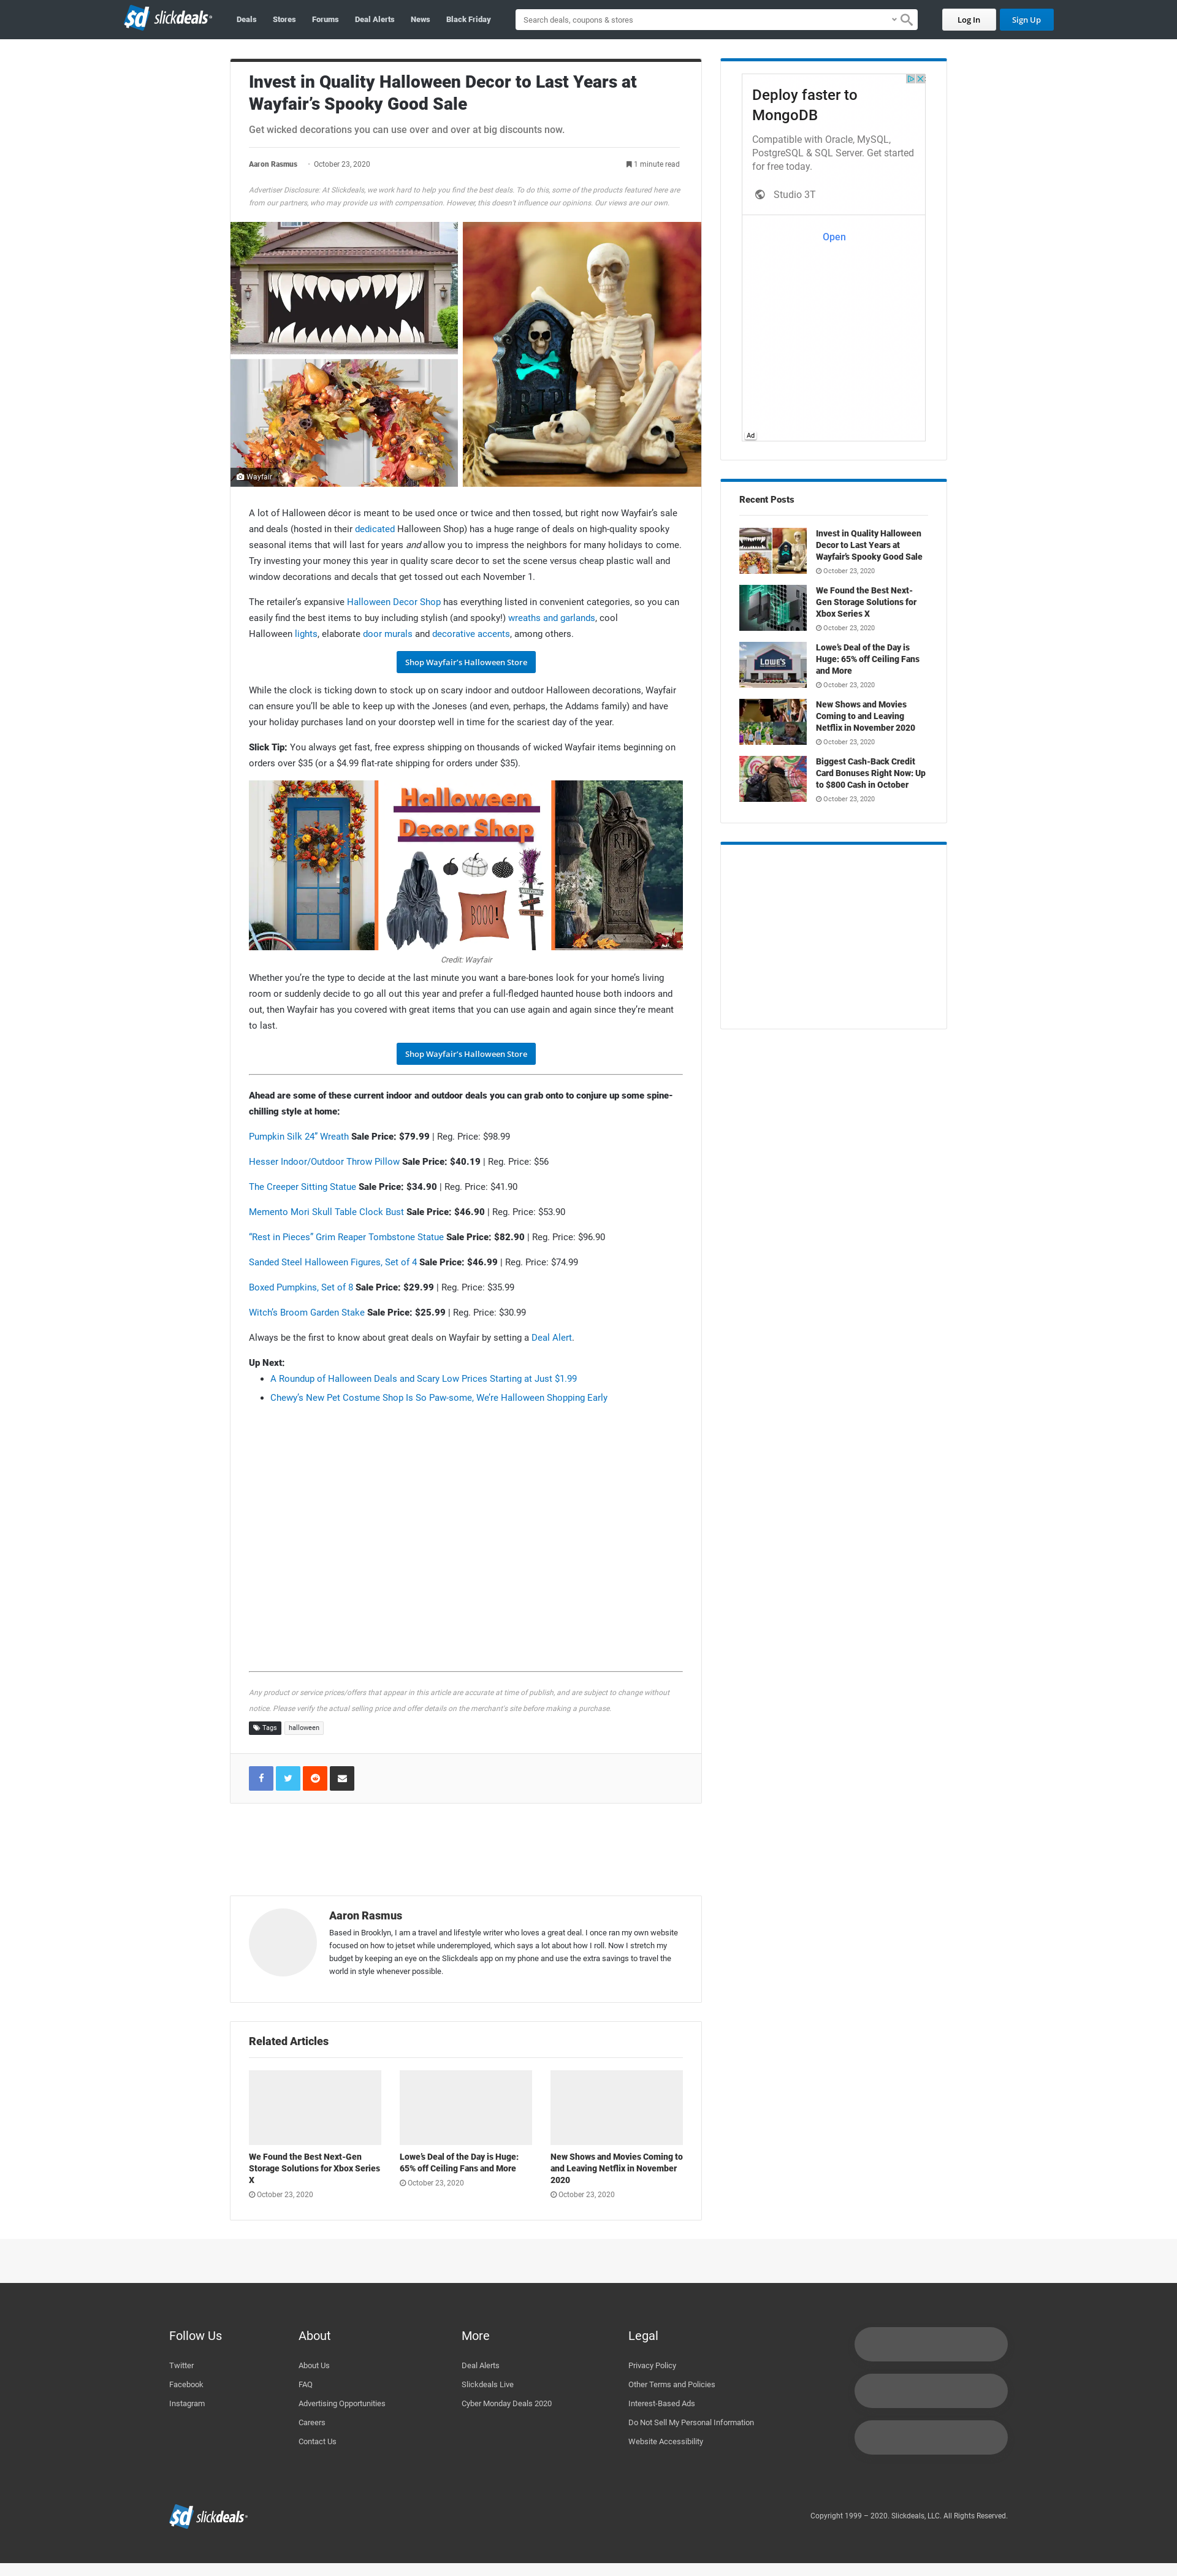 sd slickdeals
Deals Stores Forums Deal Alerts News Black Friday
Search deals, coupons & stores
Log In
Sign Up
Invest in Quality Halloween Decor to Last Years at
Wayfair’s Spooky Good Sale
Get wicked decorations you can use over and over at big discounts now.
Aaron Rasmus · October 23, 2020
1 minute read
Advertiser Disclosure: At Slickdeals, we work hard to help you find the best deals. To do this, some of the products featured here are
from our partners, who may provide us with compensation. However, this doesn’t influence our opinions. Our views are our own.
RIP
Wayfair
A lot of Halloween décor is meant to be used once or twice and then tossed, but right now Wayfair’s sale
and deals (hosted in their dedicated Halloween Shop) has a huge range of deals on high-quality spooky
seasonal items that will last for years and allow you to impress the neighbors for many holidays to come.
Try investing your money this year in quality scare decor to set the scene versus cheap plastic wall and
window decorations and decals that get tossed out each November 1.
The retailer’s expansive Halloween Decor Shop has everything listed in convenient categories, so you can
easily find the best items to buy including stylish (and spooky!) wreaths and garlands, cool
Halloween lights, elaborate door murals and decorative accents, among others.
Shop Wayfair’s Halloween Store
While the clock is ticking down to stock up on scary indoor and outdoor Halloween decorations, Wayfair
can ensure you’ll be able to keep up with the Joneses (and even, perhaps, the Addams family) and have
your holiday purchases land on your doorstep well in time for the scariest day of the year.
Slick Tip: You always get fast, free express shipping on thousands of wicked Wayfair items beginning on
orders over $35 (or a $4.99 flat-rate shipping for orders under $35).
Halloween
Decor Shop
BOOO!
WELCOME
RIP
REST
IN
PIECES
Credit: Wayfair
Whether you’re the type to decide at the last minute you want a bare-bones look for your home’s living
room or suddenly decide to go all out this year and prefer a full-fledged haunted house both indoors and
out, then Wayfair has you covered with great items that you can use again and again since they’re meant
to last.
Shop Wayfair’s Halloween Store
Ahead are some of these current indoor and outdoor deals you can grab onto to conjure up some spine-
chilling style at home:
Pumpkin Silk 24” Wreath Sale Price: $79.99 | Reg. Price: $98.99
Hesser Indoor/Outdoor Throw Pillow Sale Price: $40.19 | Reg. Price: $56
The Creeper Sitting Statue Sale Price: $34.90 | Reg. Price: $41.90
Memento Mori Skull Table Clock Bust Sale Price: $46.90 | Reg. Price: $53.90
“Rest in Pieces” Grim Reaper Tombstone Statue Sale Price: $82.90 | Reg. Price: $96.90
Sanded Steel Halloween Figures, Set of 4 Sale Price: $46.99 | Reg. Price: $74.99
Boxed Pumpkins, Set of 8 Sale Price: $29.99 | Reg. Price: $35.99
Witch’s Broom Garden Stake Sale Price: $25.99 | Reg. Price: $30.99
Always be the first to know about great deals on Wayfair by setting a Deal Alert.
Up Next:
• A Roundup of Halloween Deals and Scary Low Prices Starting at Just $1.99
• Chewy’s New Pet Costume Shop Is So Paw-some, We’re Halloween Shopping Early
Any product or service prices/offers that appear in this article are accurate at time of publish, and are subject to change without
notice. Please verify the actual selling price and offer details on the merchant’s site before making a purchase.
Tags halloween
Aaron Rasmus
Based in Brooklyn, I am a travel and lifestyle writer who loves a great deal. I once ran my own website
focused on how to jetset while underemployed, which says a lot about how I roll. Now I stretch my
budget by keeping an eye on the Slickdeals app on my phone and use the extra savings to travel the
world in style whenever possible.
Related Articles
We Found the Best Next-Gen
Storage Solutions for Xbox Series
X
October 23, 2020
Lowe’s Deal of the Day is Huge:
65% off Ceiling Fans and More
October 23, 2020
New Shows and Movies Coming to
and Leaving Netflix in November
2020
October 23, 2020
Deploy faster to
MongoDB
Compatible with Oracle, MySQL,
PostgreSQL & SQL Server. Get started
for free today.
Studio 3T
Open
Ad
Recent Posts
Invest in Quality Halloween
Decor to Last Years at
Wayfair’s Spooky Good Sale
October 23, 2020
We Found the Best Next-
Gen Storage Solutions for
Xbox Series X
October 23, 2020
LOWE'S
Lowe’s Deal of the Day is
Huge: 65% off Ceiling Fans
and More
October 23, 2020
New Shows and Movies
Coming to and Leaving
Netflix in November 2020
October 23, 2020
Biggest Cash-Back Credit
Card Bonuses Right Now: Up
to $800 Cash in October
October 23, 2020
Follow Us
Twitter
Facebook
Instagram
About
About Us
FAQ
Advertising Opportunities
Careers
Contact Us
More
Deal Alerts
Slickdeals Live
Cyber Monday Deals 2020
Legal
Privacy Policy
Other Terms and Policies
Interest-Based Ads
Do Not Sell My Personal Information
Website Accessibility
sd slickdeals
Copyright 1999 – 2020. Slickdeals, LLC. All Rights Reserved.